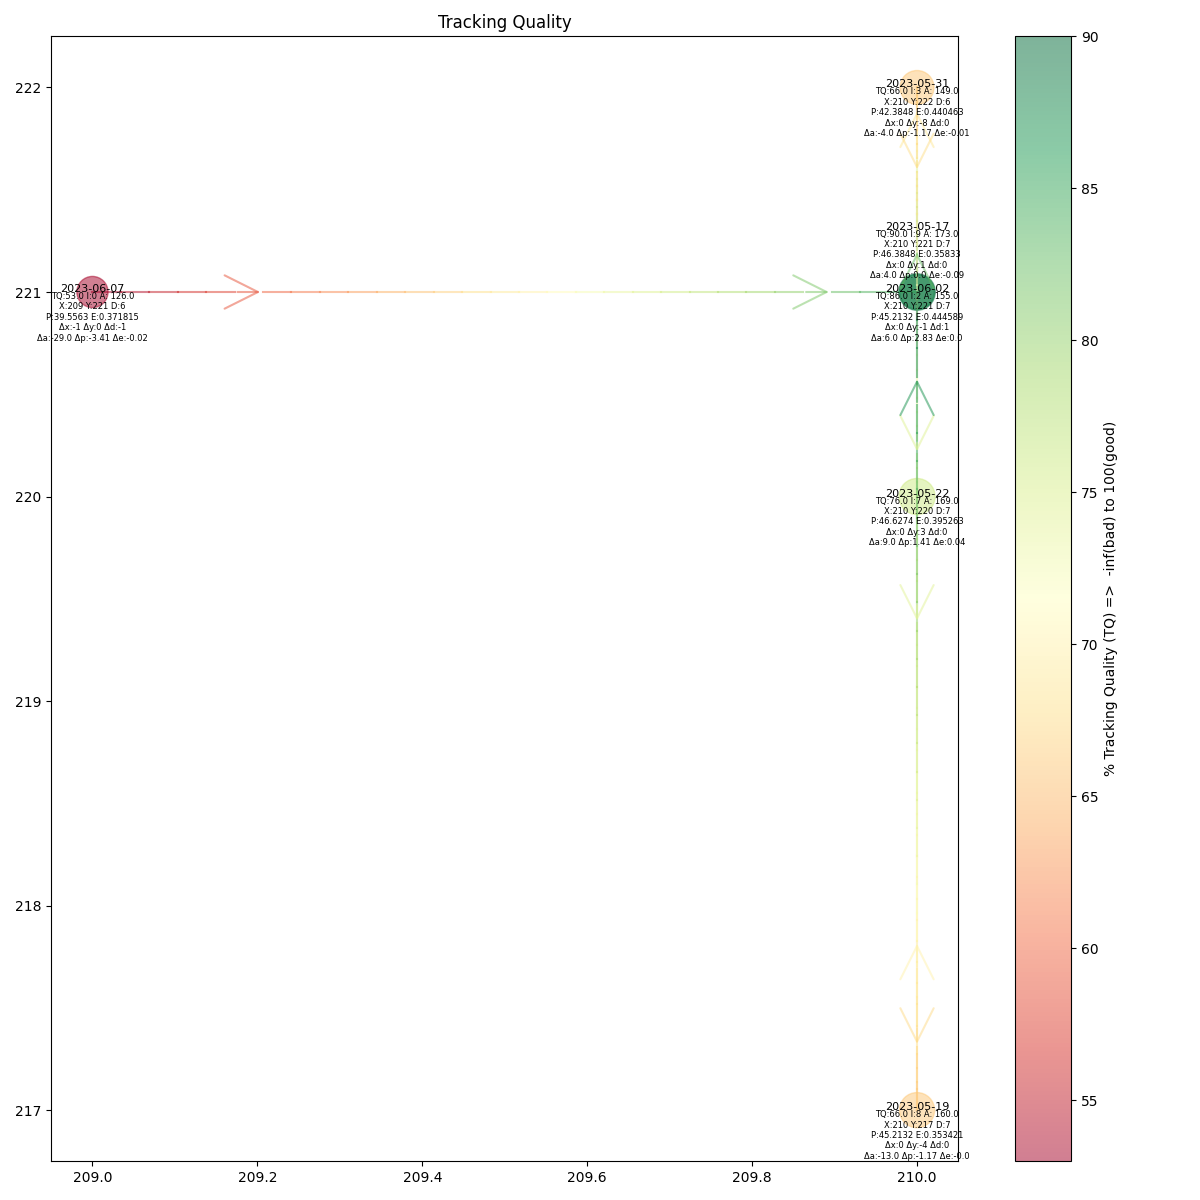 Tracking Quality
2023-05-31
TQ:66.0 I:3 A: 149.0
X:210 Y:222 D:6
P:42.3848 E:0.440463
Δx:0 Δy:-8 Δd:0
Δa:-4.0 Δp:-1.17 Δe:-0.01
2023-05-17
TQ:90.0 I:9 A: 173.0
X:210 Y:221 D:7
P:46.3848 E:0.35833
Δx:0 Δy:1 Δd:0
Δa:4.0 Δp:0.0 Δe:-0.09
2023-06-02
TQ:86.0 I:2 A: 155.0
X:210 Y:221 D:7
P:45.2132 E:0.444589
Δx:0 Δy:-1 Δd:1
Δa:6.0 Δp:2.83 Δe:0.0
2023-06-07
TQ:53.0 I:0 A: 126.0
X:209 Y:221 D:6
P:39.5563 E:0.371815
Δx:-1 Δy:0 Δd:-1
Δa:-29.0 Δp:-3.41 Δe:-0.02
2023-05-22
TQ:76.0 I:7 A: 169.0
X:210 Y:220 D:7
P:46.6274 E:0.395263
Δx:0 Δy:3 Δd:0
Δa:9.0 Δp:1.41 Δe:0.04
2023-05-19
TQ:66.0 I:8 A: 160.0
X:210 Y:217 D:7
P:45.2132 E:0.353421
Δx:0 Δy:-4 Δd:0
Δa:-13.0 Δp:-1.17 Δe:-0.0
222
221
220
219
218
217
209.0
209.2
209.4
209.6
209.8
210.0
90
85
80
75
70
65
60
55
% Tracking Quality (TQ) => -inf(bad) to 100(good)